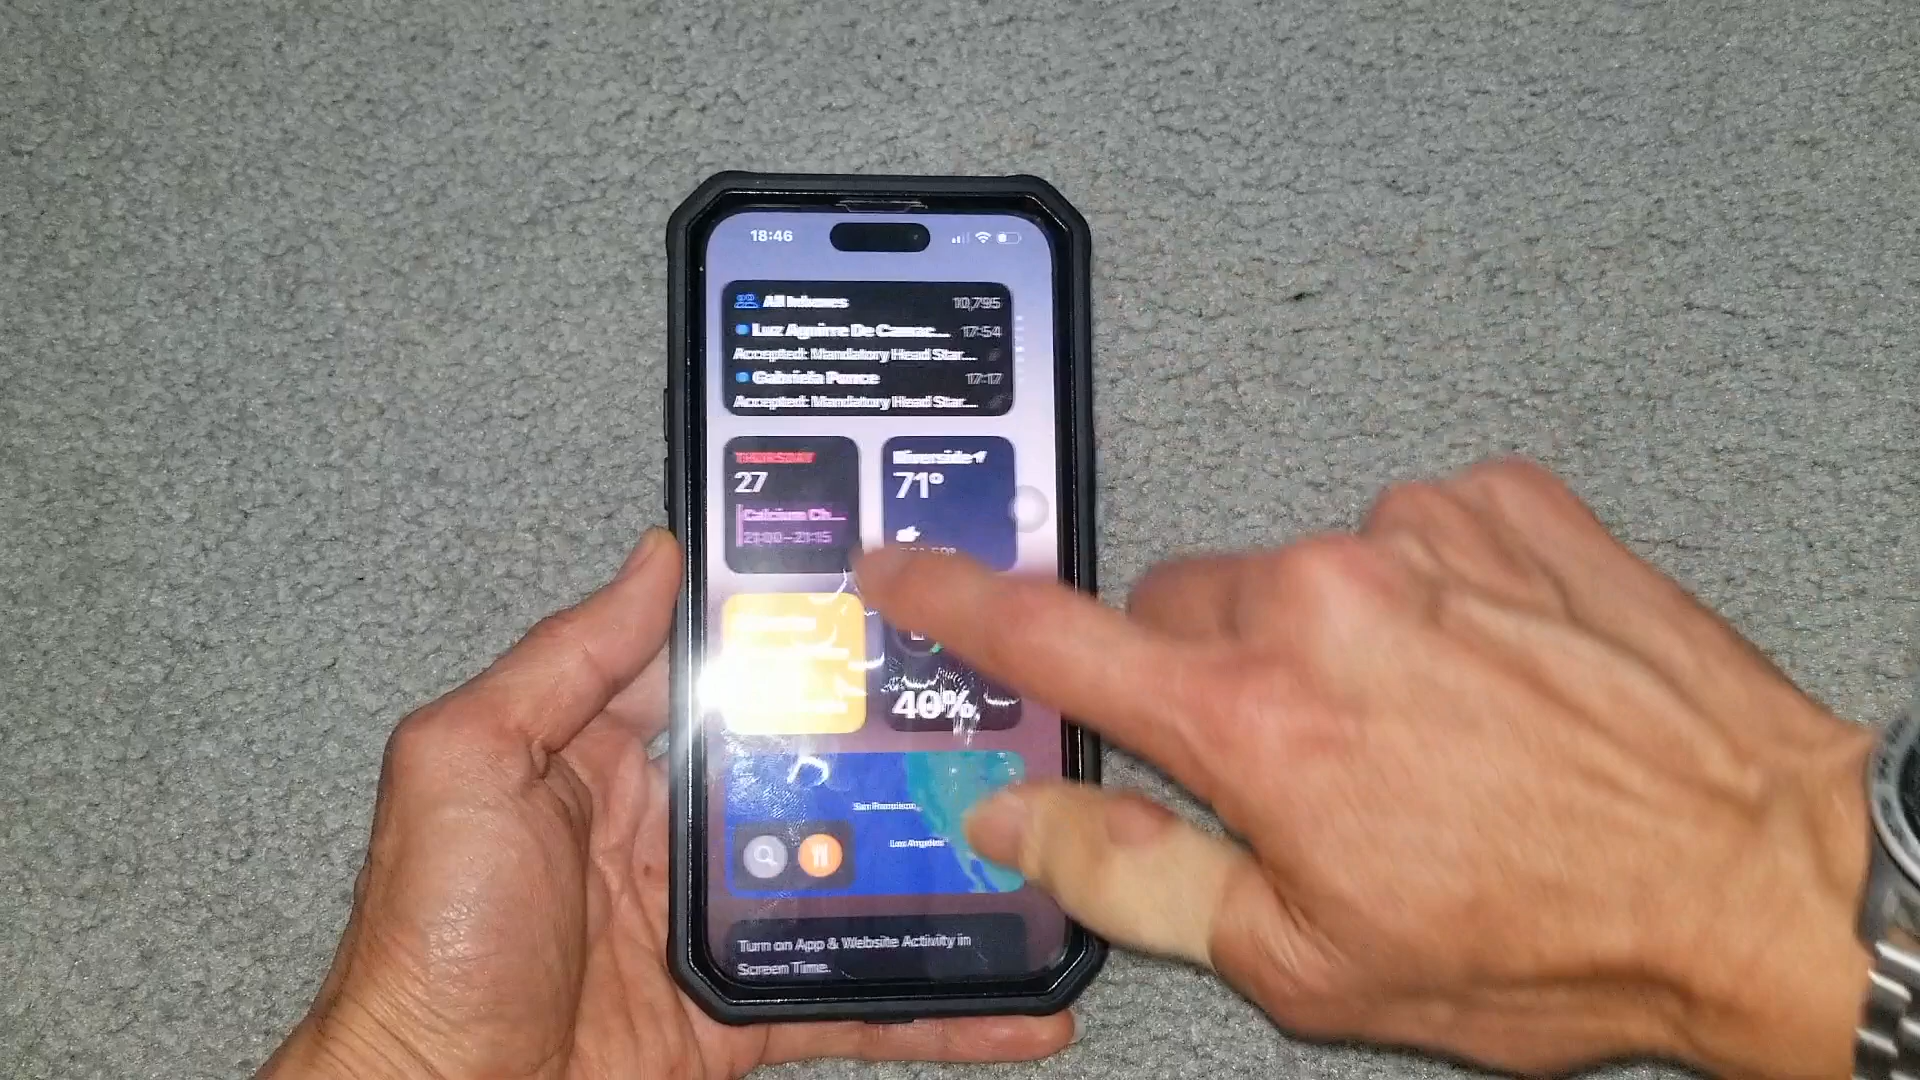 18:46
All Inboxes 10,795
Luz Aguirre De Camac... 17:54
Accepted: Mandatory Head Star...
Gabriela Ponce 17:17
Accepted: Mandatory Head Star...
THURSDAY
27
Calcium Ch...
21:00–21:15
Riverside
71°
40%
San Francisco
Los Angeles
Turn on App & Website Activity in
Screen Time.